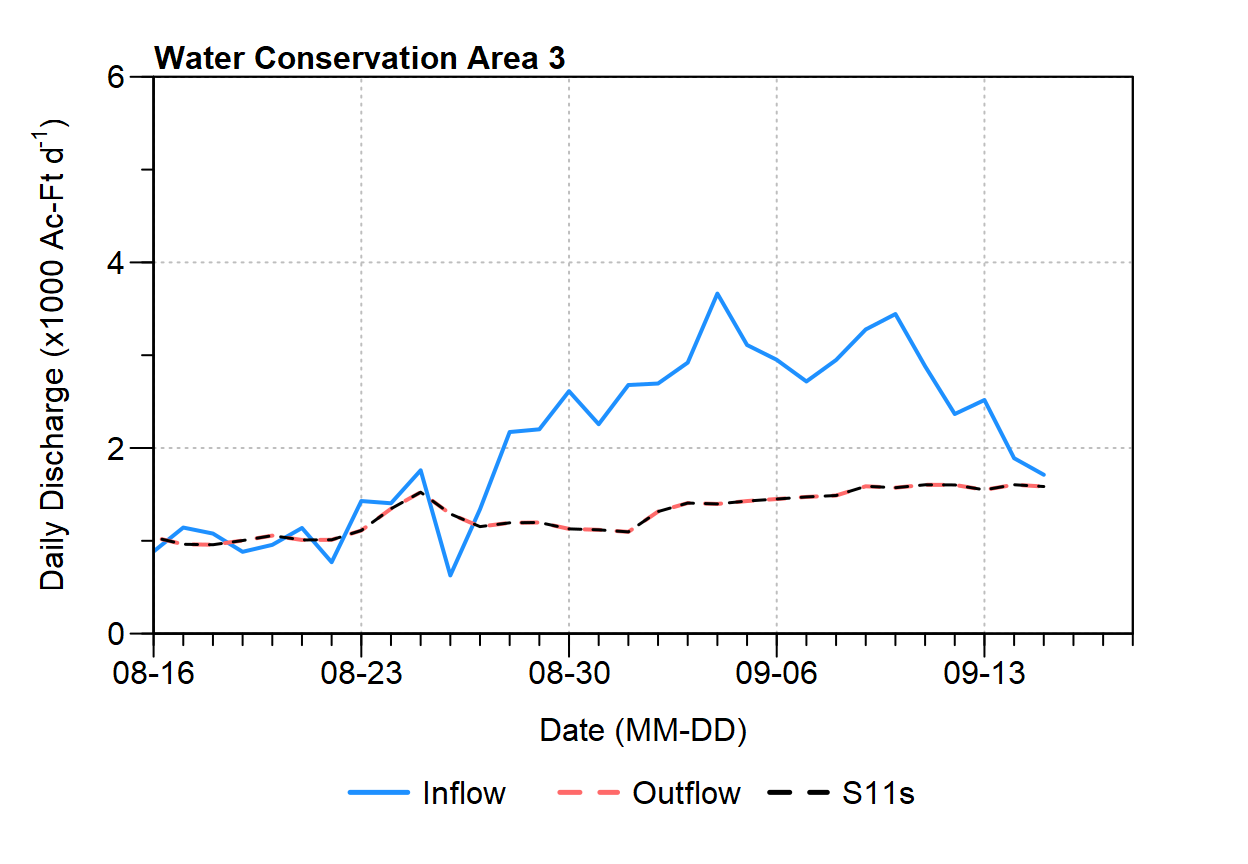 Water Conservation Area 3
Daily Discharge (x1000 Ac-Ft d⁻¹)
6
4
2
0
08-16 08-23 08-30 09-06 09-13
Date (MM-DD)
Inflow Outflow S11s